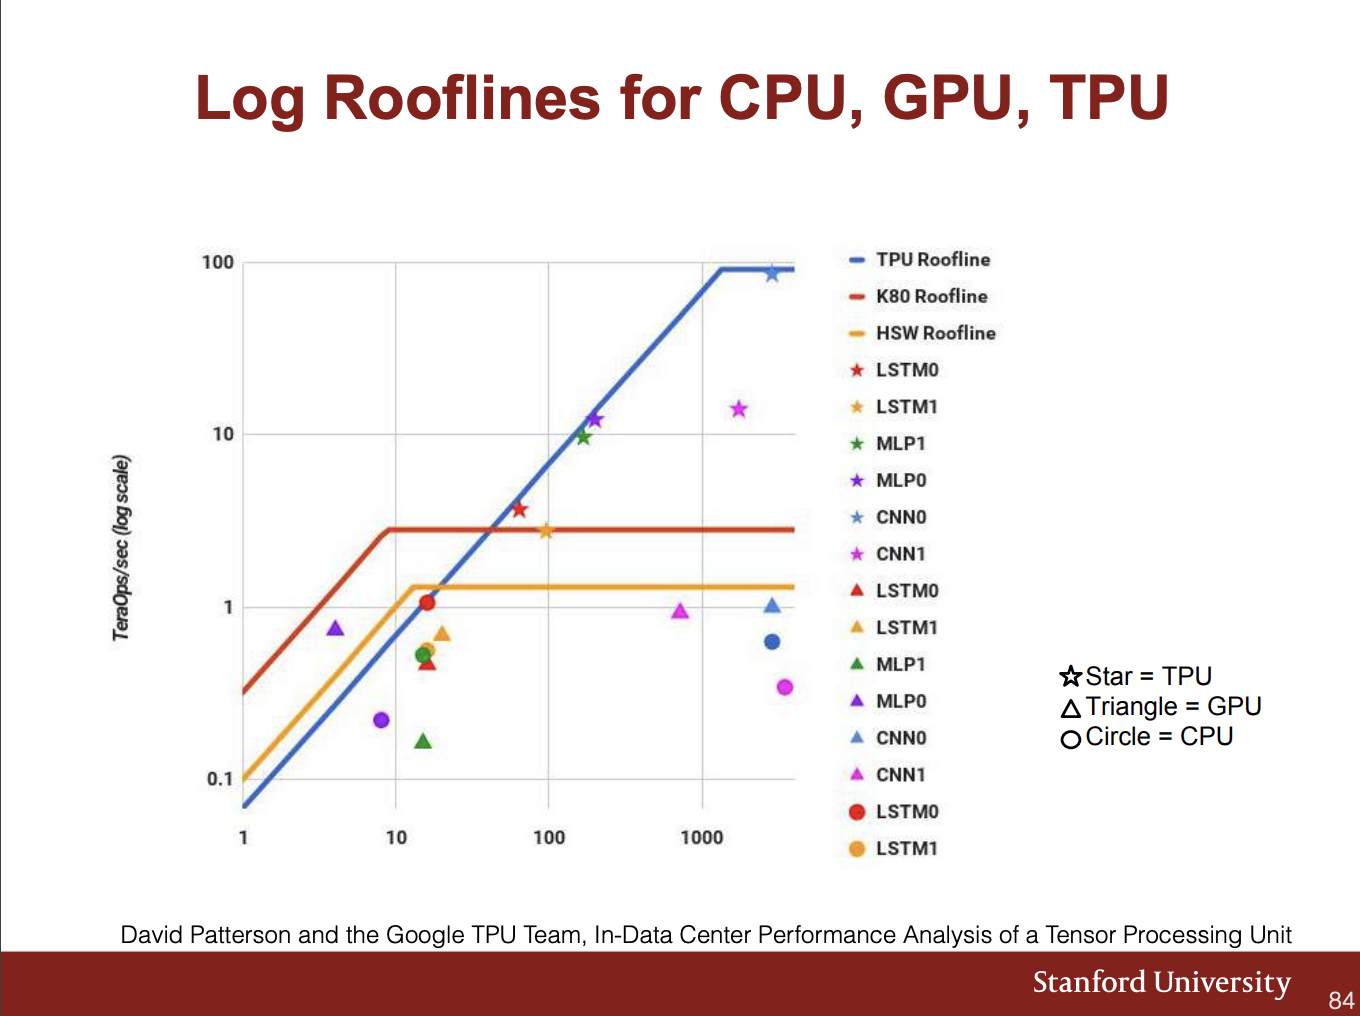 Log Rooflines for CPU, GPU, TPU
TeraOps/sec (log scale)
100
10
1
0.1
1
10
100
1000
TPU Roofline
K80 Roofline
HSW Roofline
LSTM0
LSTM1
MLP1
MLP0
CNN0
CNN1
LSTM0
LSTM1
MLP1
MLP0
CNN0
CNN1
LSTM0
LSTM1
Star = TPU
Triangle = GPU
Circle = CPU
David Patterson and the Google TPU Team, In-Data Center Performance Analysis of a Tensor Processing Unit
Stanford University
84